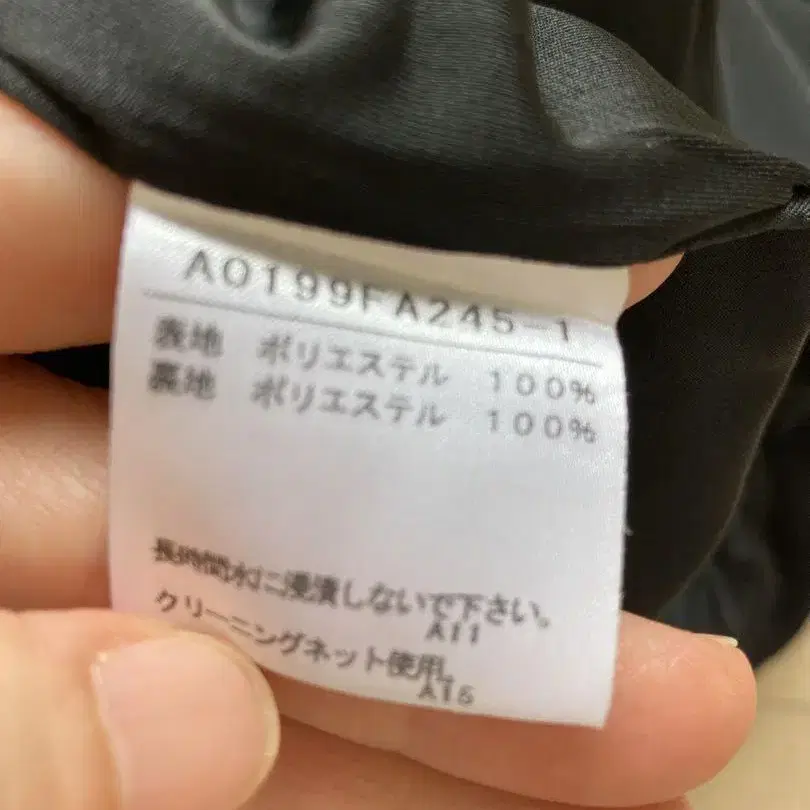 A0199FA245-1
表地 ポリエステル 100%
裏地 ポリエステル 100%
長時間水に浸漬しないで下さい。
A11
クリーニングネット使用。
A15